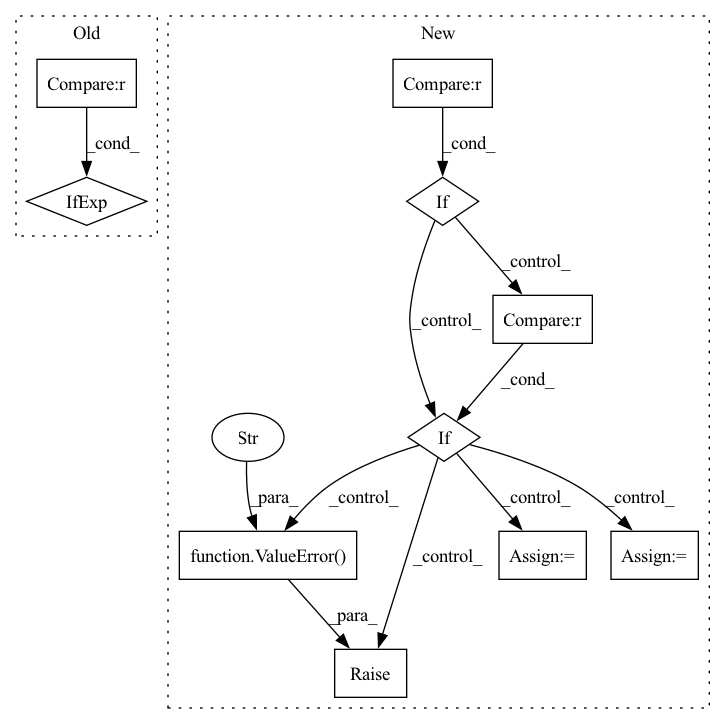 Old
New
Compare:r
Compare:r
_cond_
_cond_
IfExp
If
_control_
_control_
Compare:r
_cond_
Str
If
_para_
_control_
_control_
_control_
_control_
function.ValueError()
Assign:=
Assign:=
_para_
Raise